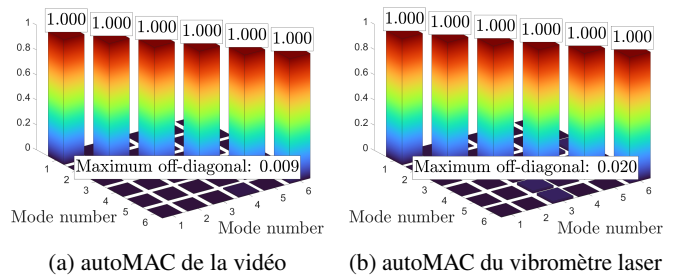 1.000 1.000 1.000 1.000 1.000 1.000
1
0.8
0.6
0.4
0.2
0
Maximum off-diagonal: 0.009
1 2 3 4 5 6
1 2 3 4 5 6
Mode number
Mode number
(a) autoMAC de la vidéo
1.000 1.000 1.000 1.000 1.000 1.000
1
0.8
0.6
0.4
0.2
0
Maximum off-diagonal: 0.020
1 2 3 4 5 6
1 2 3 4 5 6
Mode number
Mode number
(b) autoMAC du vibromètre laser